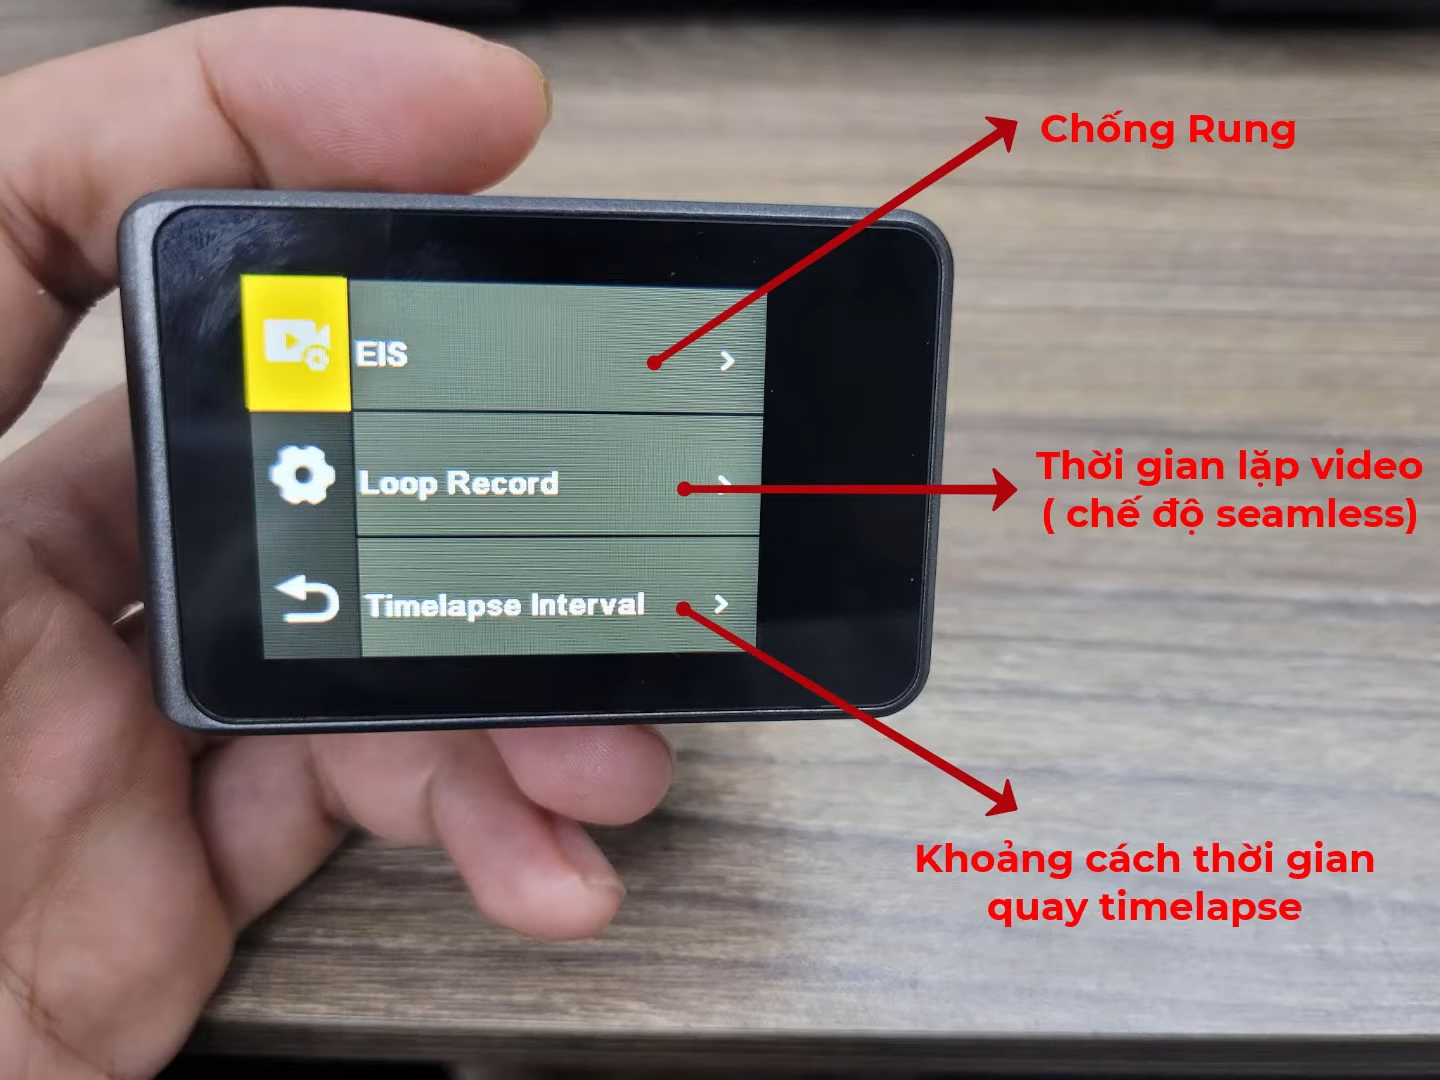 Chống Rung
EIS
Loop Record
Thời gian lặp video
( chế độ seamless)
Timelapse Interval
Khoảng cách thời gian
quay timelapse